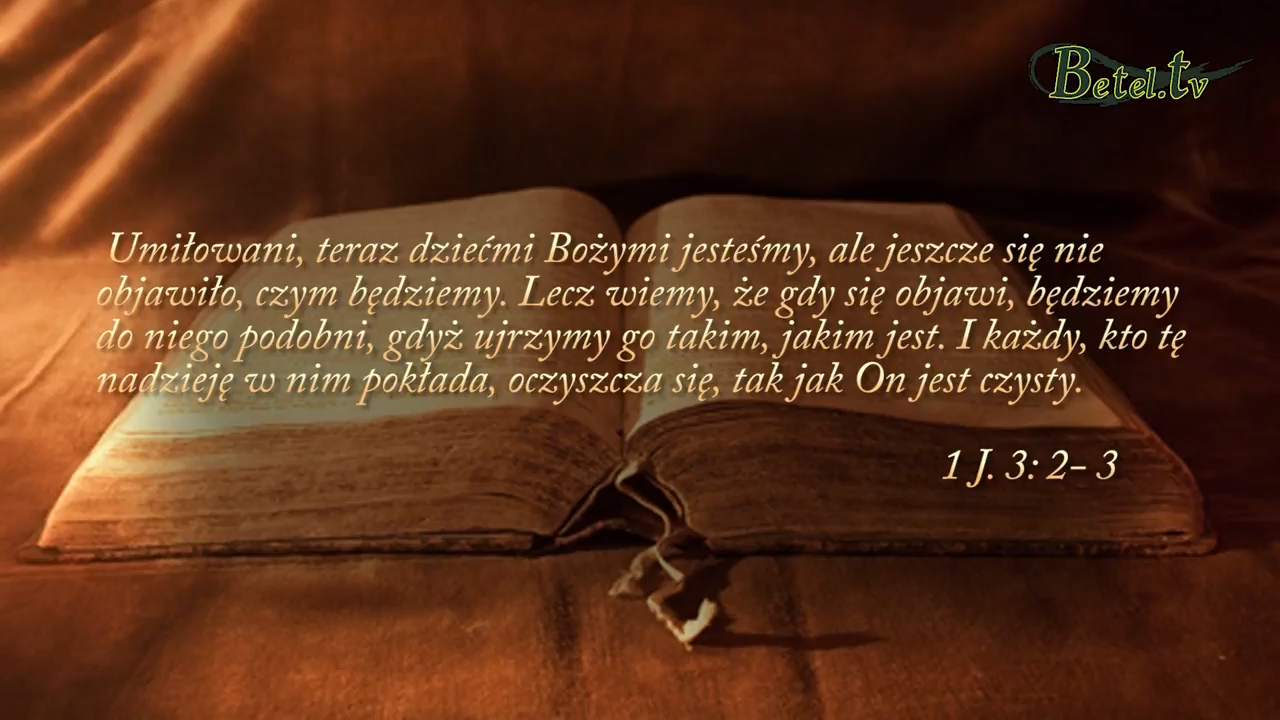 Betel.tv
Umiłowani, teraz dziećmi Bożymi jesteśmy, ale jeszcze się nie
objawiło, czym będziemy. Lecz wiemy, że gdy się objawi, będziemy
do niego podobni, gdyż ujrzymy go takim, jakim jest. I każdy, kto tę
nadzieję w nim pokłada, oczyszcza się, tak jak On jest czysty.
1 J. 3: 2- 3